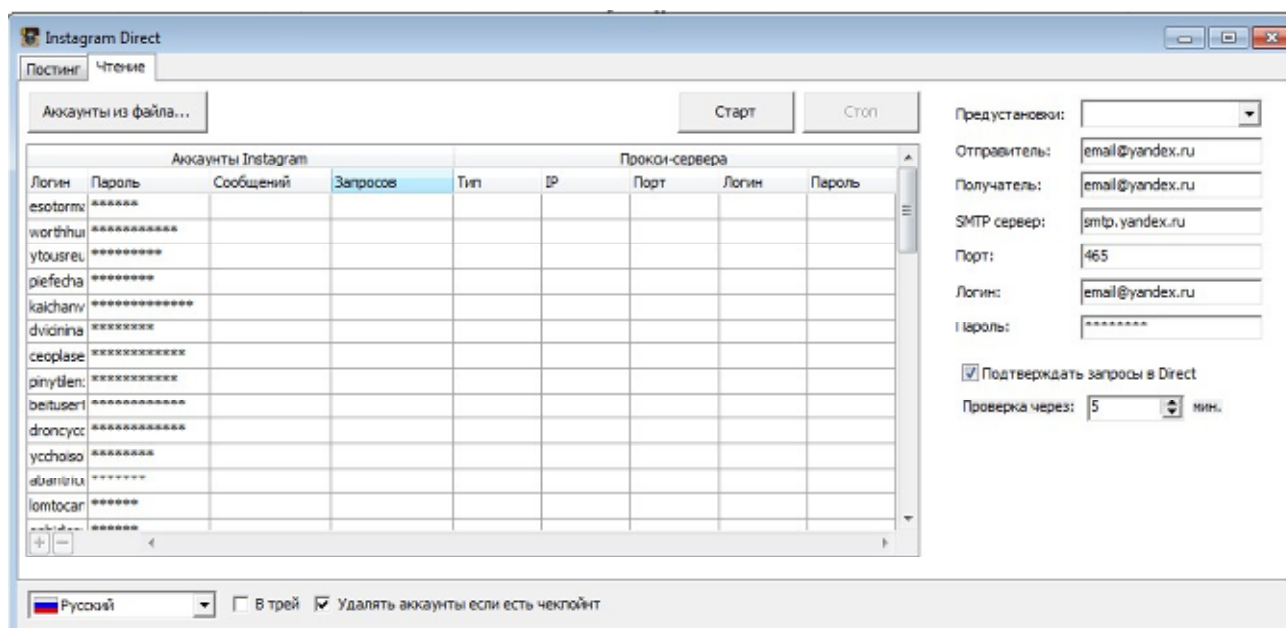 Instagram Direct
Постинг Чтение
Аккаунты из файла... Старт Стоп
Аккаунты Instagram Прокси-сервера
Логин Пароль Сообщений Запросов Тип IP Порт Логин Пароль
esotorma ******
worthhui ***********
ytousreu *********
piefecha ********
kaichanv *************
dvicinina ********
ceoplase ************
pinytilen: ***********
beitusert ************
droncycc ************
ycchoiso ********
*******
lomtocar ******
******
Предустановки:
Отправитель: email@yandex.ru
Получатель: email@yandex.ru
SMTP сервер: smtp.yandex.ru
Порт: 465
Логин: email@yandex.ru
Пароль: ********
Подтверждать запросы в Direct
Проверка через: 5 мин.
Русский В трей Удалять аккаунты если есть чекпойнт